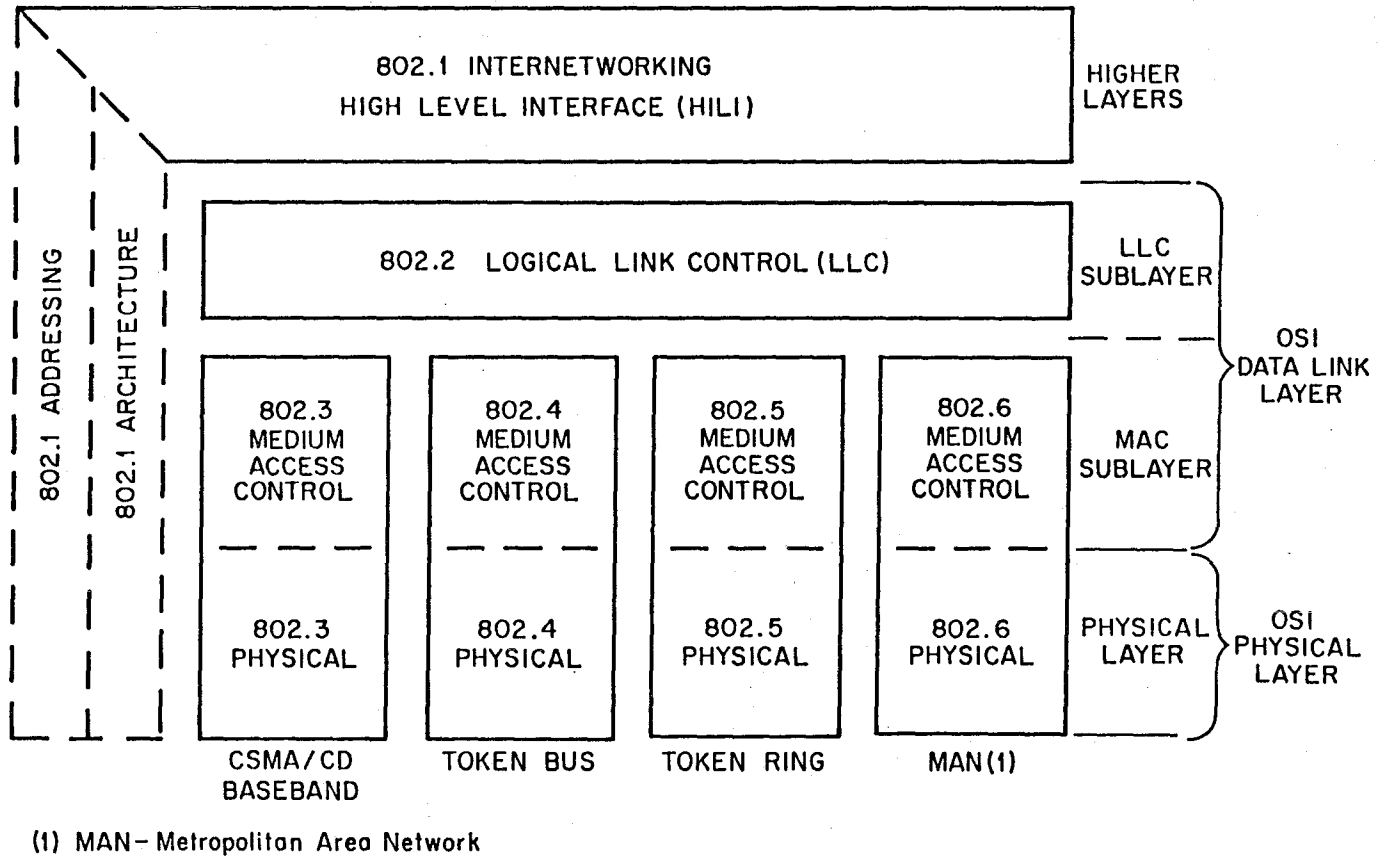 802.1 INTERNETWORKING
HIGH LEVEL INTERFACE (HILI)
HIGHER
LAYERS
802.1 ADDRESSING
802.1 ARCHITECTURE
802.2 LOGICAL LINK CONTROL (LLC)
LLC
SUBLAYER
OSI
DATA LINK
LAYER
802.3
MEDIUM
ACCESS
CONTROL
802.4
MEDIUM
ACCESS
CONTROL
802.5
MEDIUM
ACCESS
CONTROL
802.6
MEDIUM
ACCESS
CONTROL
MAC
SUBLAYER
802.3
PHYSICAL
802.4
PHYSICAL
802.5
PHYSICAL
802.6
PHYSICAL
PHYSICAL
LAYER
OSI
PHYSICAL
LAYER
CSMA/CD
BASEBAND
TOKEN BUS
TOKEN RING
MAN(1)
(1) MAN-Metropolitan Area Network